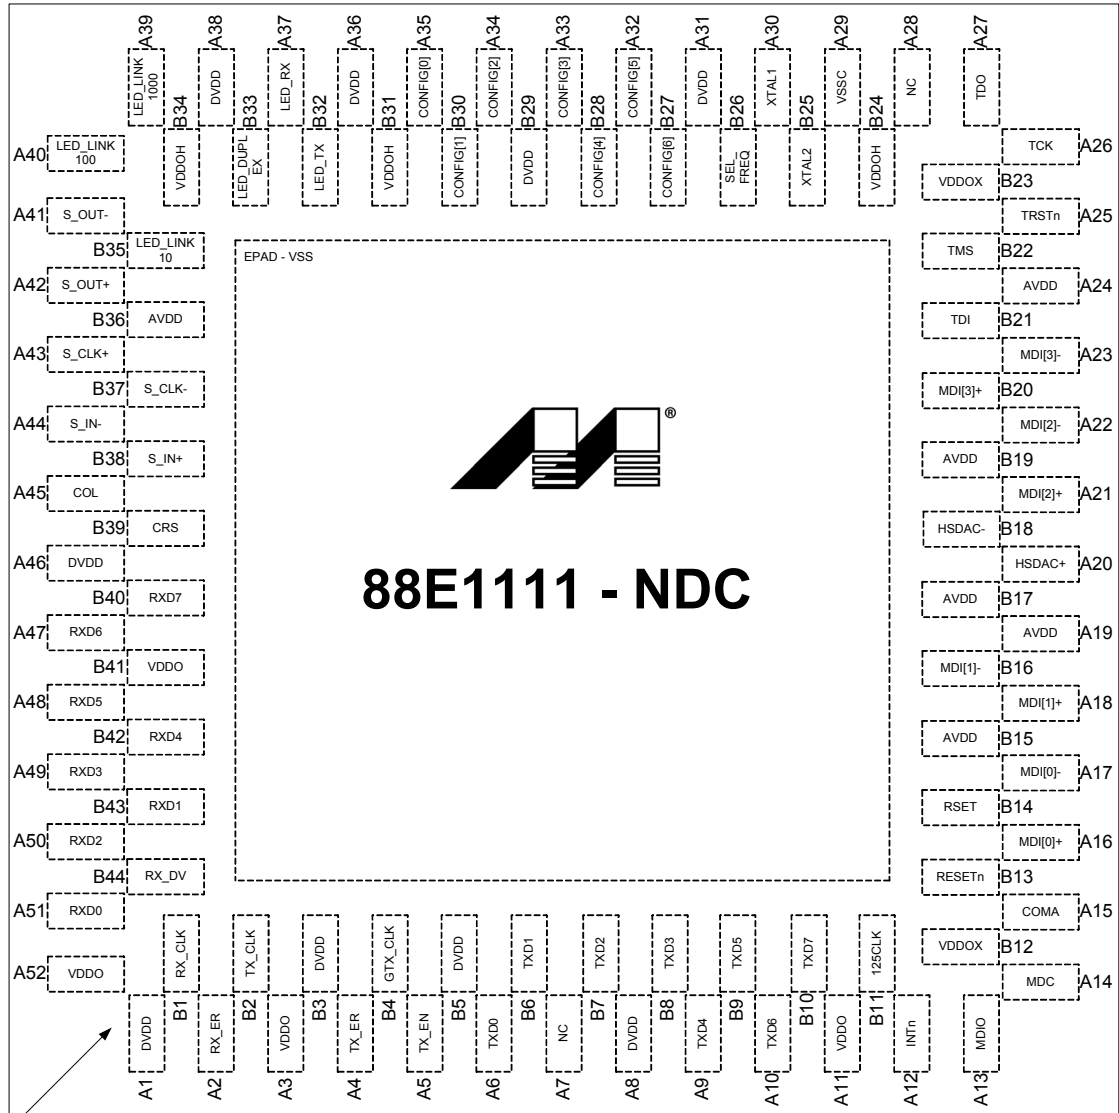 A39 A38 A37 A36 A35 A34 A33 A32 A31 A30 A29 A28 A27
LED_LINK
1000
DVDD
LED_RX
DVDD
CONFIG[0]
CONFIG[2]
CONFIG[3]
CONFIG[5]
DVDD
XTAL1
VSSC
NC
TDO
B34 B33 B32 B31 B30 B29 B28 B27 B26 B25 B24
VDDOH
LED_DUPL
EX
LED_TX
VDDOH
CONFIG[1]
DVDD
CONFIG[4]
CONFIG[6]
SEL_
FREQ
XTAL2
VDDOH
A40 LED_LINK
100
A41 S_OUT-
B35 LED_LINK
10
A42 S_OUT+
B36 AVDD
A43 S_CLK+
B37 S_CLK-
A44 S_IN-
B38 S_IN+
A45 COL
B39 CRS
A46 DVDD
B40 RXD7
A47 RXD6
B41 VDDO
A48 RXD5
B42 RXD4
A49 RXD3
B43 RXD1
A50 RXD2
B44 RX_DV
A51 RXD0
A52 VDDO
EPAD - VSS
®
88E1111 - NDC
TCK A26
VDDOX B23
TRSTn A25
TMS B22
AVDD A24
TDI B21
MDI[3]- A23
MDI[3]+ B20
MDI[2]- A22
AVDD B19
MDI[2]+ A21
HSDAC- B18
HSDAC+ A20
AVDD B17
AVDD A19
MDI[1]- B16
MDI[1]+ A18
AVDD B15
MDI[0]- A17
RSET B14
MDI[0]+ A16
RESETn B13
COMA A15
VDDOX B12
MDC A14
RX_CLK
TX_CLK
DVDD
GTX_CLK
DVDD
TXD1
TXD2
TXD3
TXD5
TXD7
125CLK
B1 B2 B3 B4 B5 B6 B7 B8 B9 B10 B11
DVDD
RX_ER
VDDO
TX_ER
TX_EN
TXD0
NC
DVDD
TXD4
TXD6
VDDO
INTn
MDIO
A1 A2 A3 A4 A5 A6 A7 A8 A9 A10 A11 A12 A13